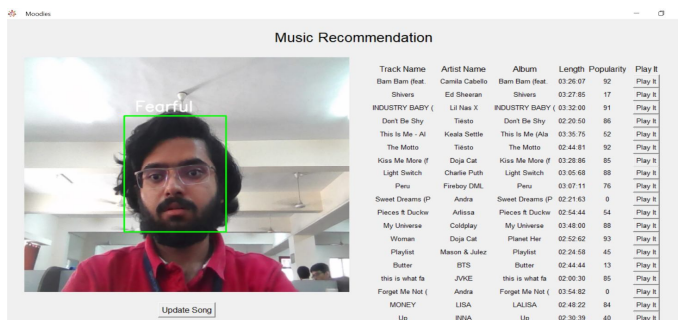 Moodies
Music Recommendation
Fearful
Track Name Artist Name Album Length Popularity Play It
Bam Bam (feat. Camila Cabello Bam Bam (feat. 03:26:07 92 Play It
Shivers Ed Sheeran Shivers 03:27:85 17 Play It
INDUSTRY BABY ( Lil Nas X INDUSTRY BABY ( 03:32:00 91 Play It
Don't Be Shy Tiësto Don't Be Shy 02:20:50 86 Play It
This Is Me - Al Keala Settle This Is Me (Ala 03:35:75 52 Play It
The Motto Tiësto The Motto 02:44:81 92 Play It
Kiss Me More (f Doja Cat Kiss Me More (f 03:28:86 85 Play It
Light Switch Charlie Puth Light Switch 03:05:68 88 Play It
Peru Fireboy DML Peru 03:07:11 76 Play It
Sweet Dreams (P Andra Sweet Dreams (P 02:21:63 0 Play It
Pieces ft Duckw Arlissa Pieces ft Duckw 02:54:44 54 Play It
My Universe Coldplay My Universe 03:48:00 88 Play It
Woman Doja Cat Planet Her 02:52:62 93 Play It
Playlist Mason & Julez Playlist 02:24:58 45 Play It
Butter BTS Butter 02:44:44 13 Play It
this is what fa JVKE this is what fa 02:00:30 85 Play It
Forget Me Not ( Andra Forget Me Not ( 03:54:82 0 Play It
MONEY LISA LALISA 02:48:22 84 Play It
Up INNA Up 02:30:39 40 Play It
Update Song